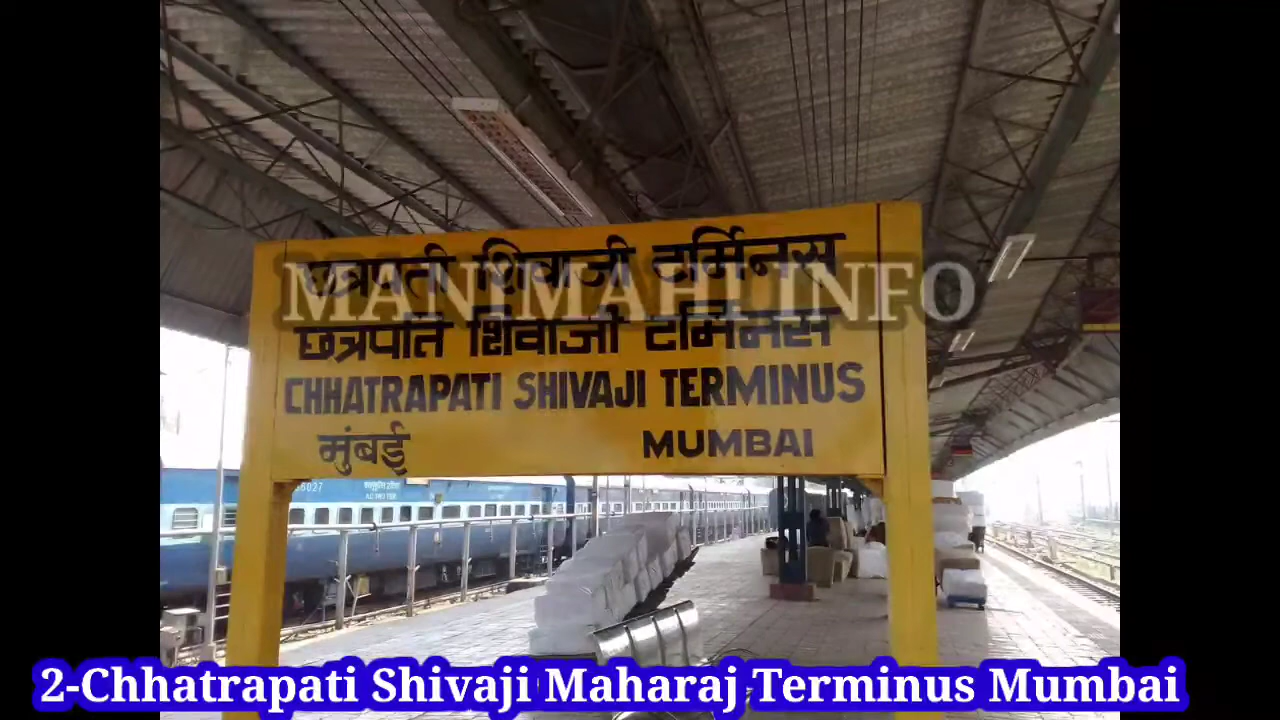 छत्रपती शिवाजी टर्मिनस
MANIMAHI INFO
छत्रपति शिवाजी टर्मिनस
CHHATRAPATI SHIVAJI TERMINUS
मुंबई MUMBAI
2-Chhatrapati Shivaji Maharaj Terminus Mumbai